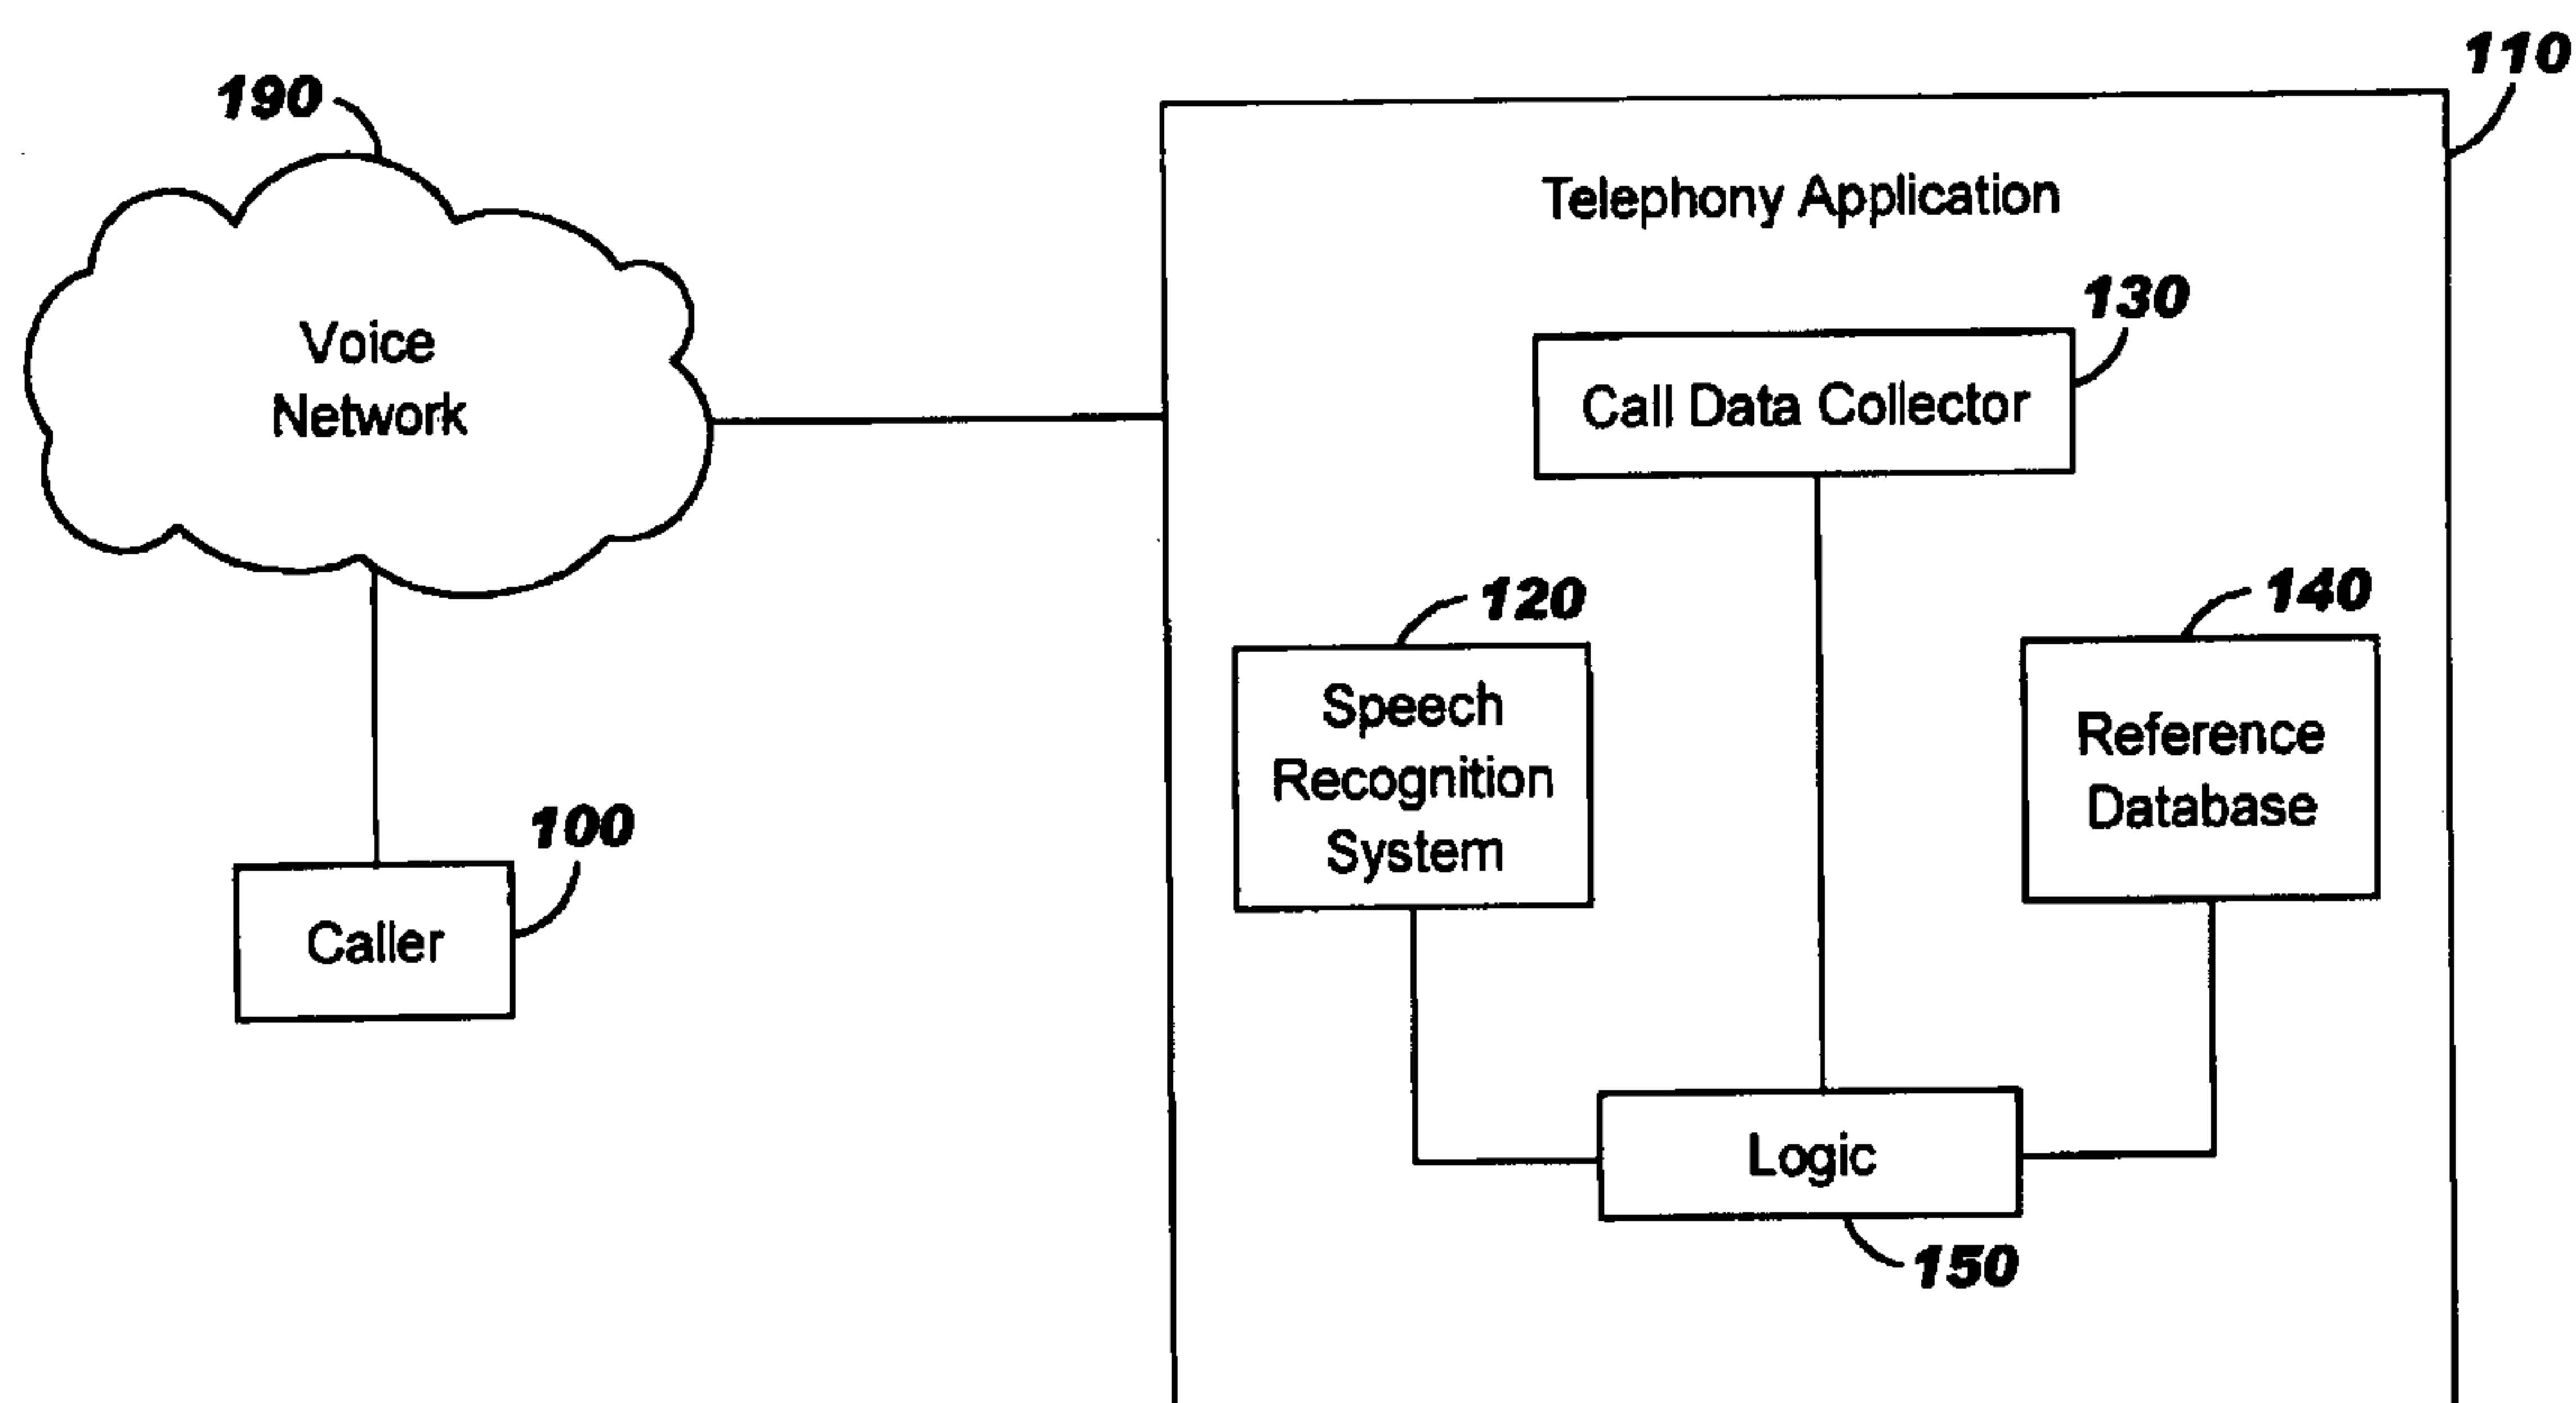 190
Voice
Network
100
Caller
110
Telephony Application
130
Call Data Collector
120
Speech
Recognition
System
140
Reference
Database
Logic
150